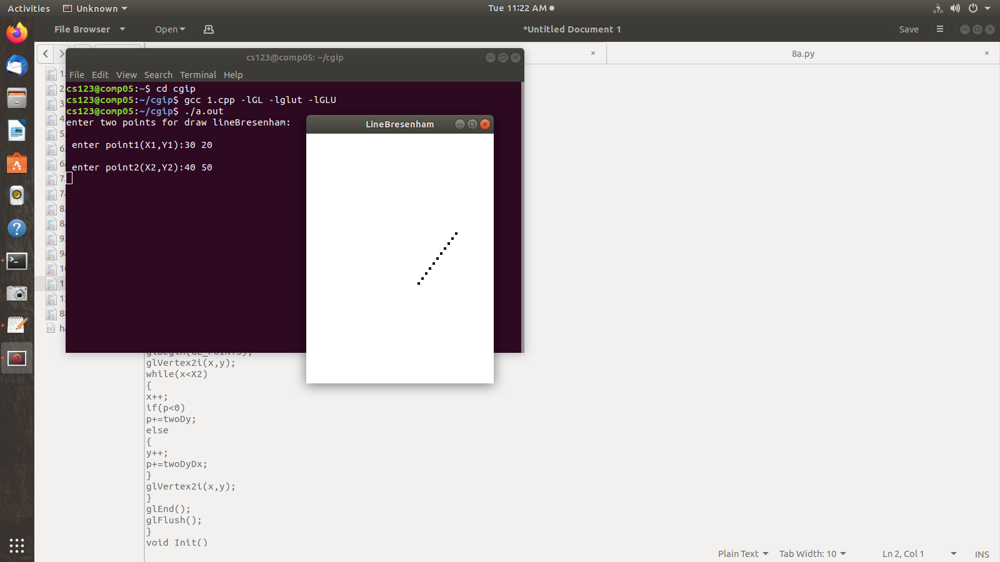 Activities
Unknown
Tue 11:22 AM
File Browser
Open
*Untitled Document 1
Save
8a.py
cs123@comp05: ~/cgip
File Edit View Search Terminal Help
cs123@comp05:~$ cd cgip
cs123@comp05:~/cgip$ gcc 1.cpp -lGL -lglut -lGLU
cs123@comp05:~/cgip$ ./a.out
enter two points for draw lineBresenham:
enter point1(X1,Y1):30 20
enter point2(X2,Y2):40 50
LineBresenham
glVertex2i(x,y);
while(x<X2)
{
x++;
if(p<0)
p+=twoDy;
else
{
y++;
p+=twoDyDx;
}
glVertex2i(x,y);
}
glEnd();
glFlush();
}
void Init()
Plain Text
Tab Width: 10
Ln 2, Col 1
INS